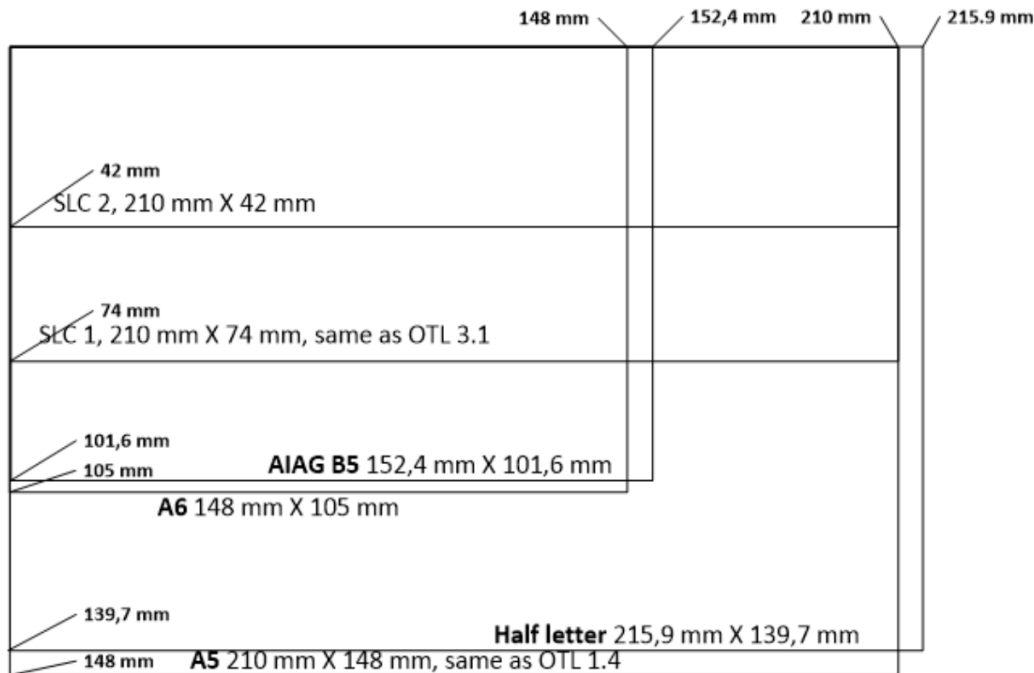 148 mm
152,4 mm
210 mm
215.9 mm
42 mm
SLC 2, 210 mm X 42 mm
74 mm
SLC 1, 210 mm X 74 mm, same as OTL 3.1
101,6 mm
AIAG B5 152,4 mm X 101,6 mm
105 mm
A6 148 mm X 105 mm
139,7 mm
Half letter 215,9 mm X 139,7 mm
148 mm
A5 210 mm X 148 mm, same as OTL 1.4